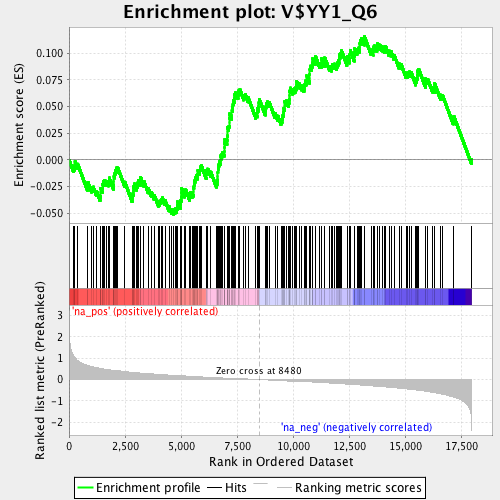 Enrichment plot: V$YY1_Q6
Enrichment score (ES)
0.100
0.075
0.050
0.025
0.000
-0.025
-0.050
'na_pos' (positively correlated)
Ranked list metric (PreRanked)
3
2
1
0
-1
-2
Zero cross at 8480
'na_neg' (negatively correlated)
0
2,500
5,000
7,500
10,000
12,500
15,000
17,500
Rank in Ordered Dataset
Enrichment profile
Hits
Ranking metric scores